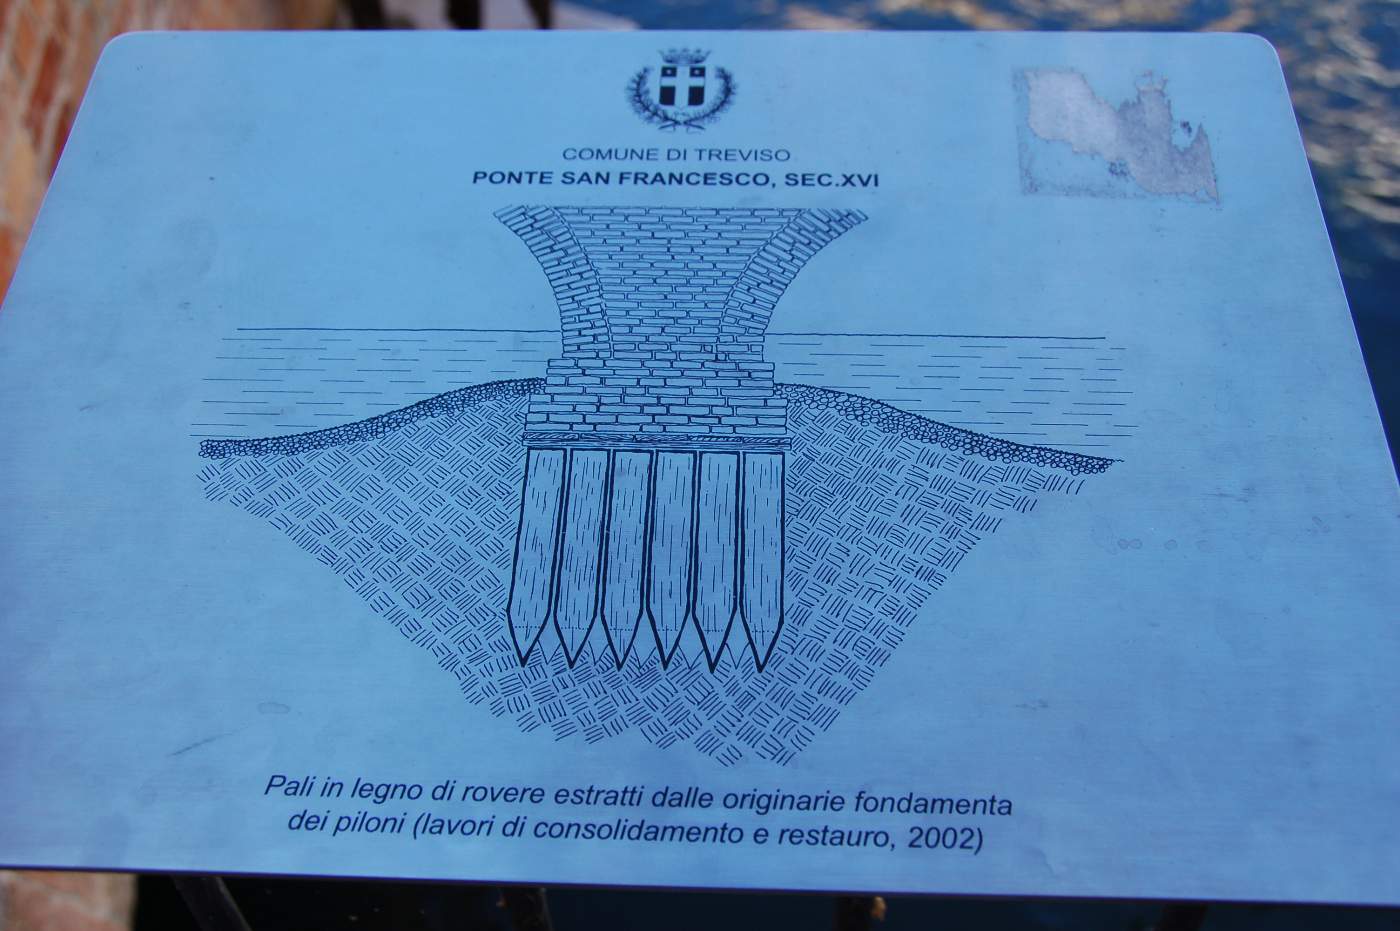 COMUNE DI TREVISO
PONTE SAN FRANCESCO, SEC.XVI
Pali in legno di rovere estratti dalle originarie fondamenta
dei piloni (lavori di consolidamento e restauro, 2002)